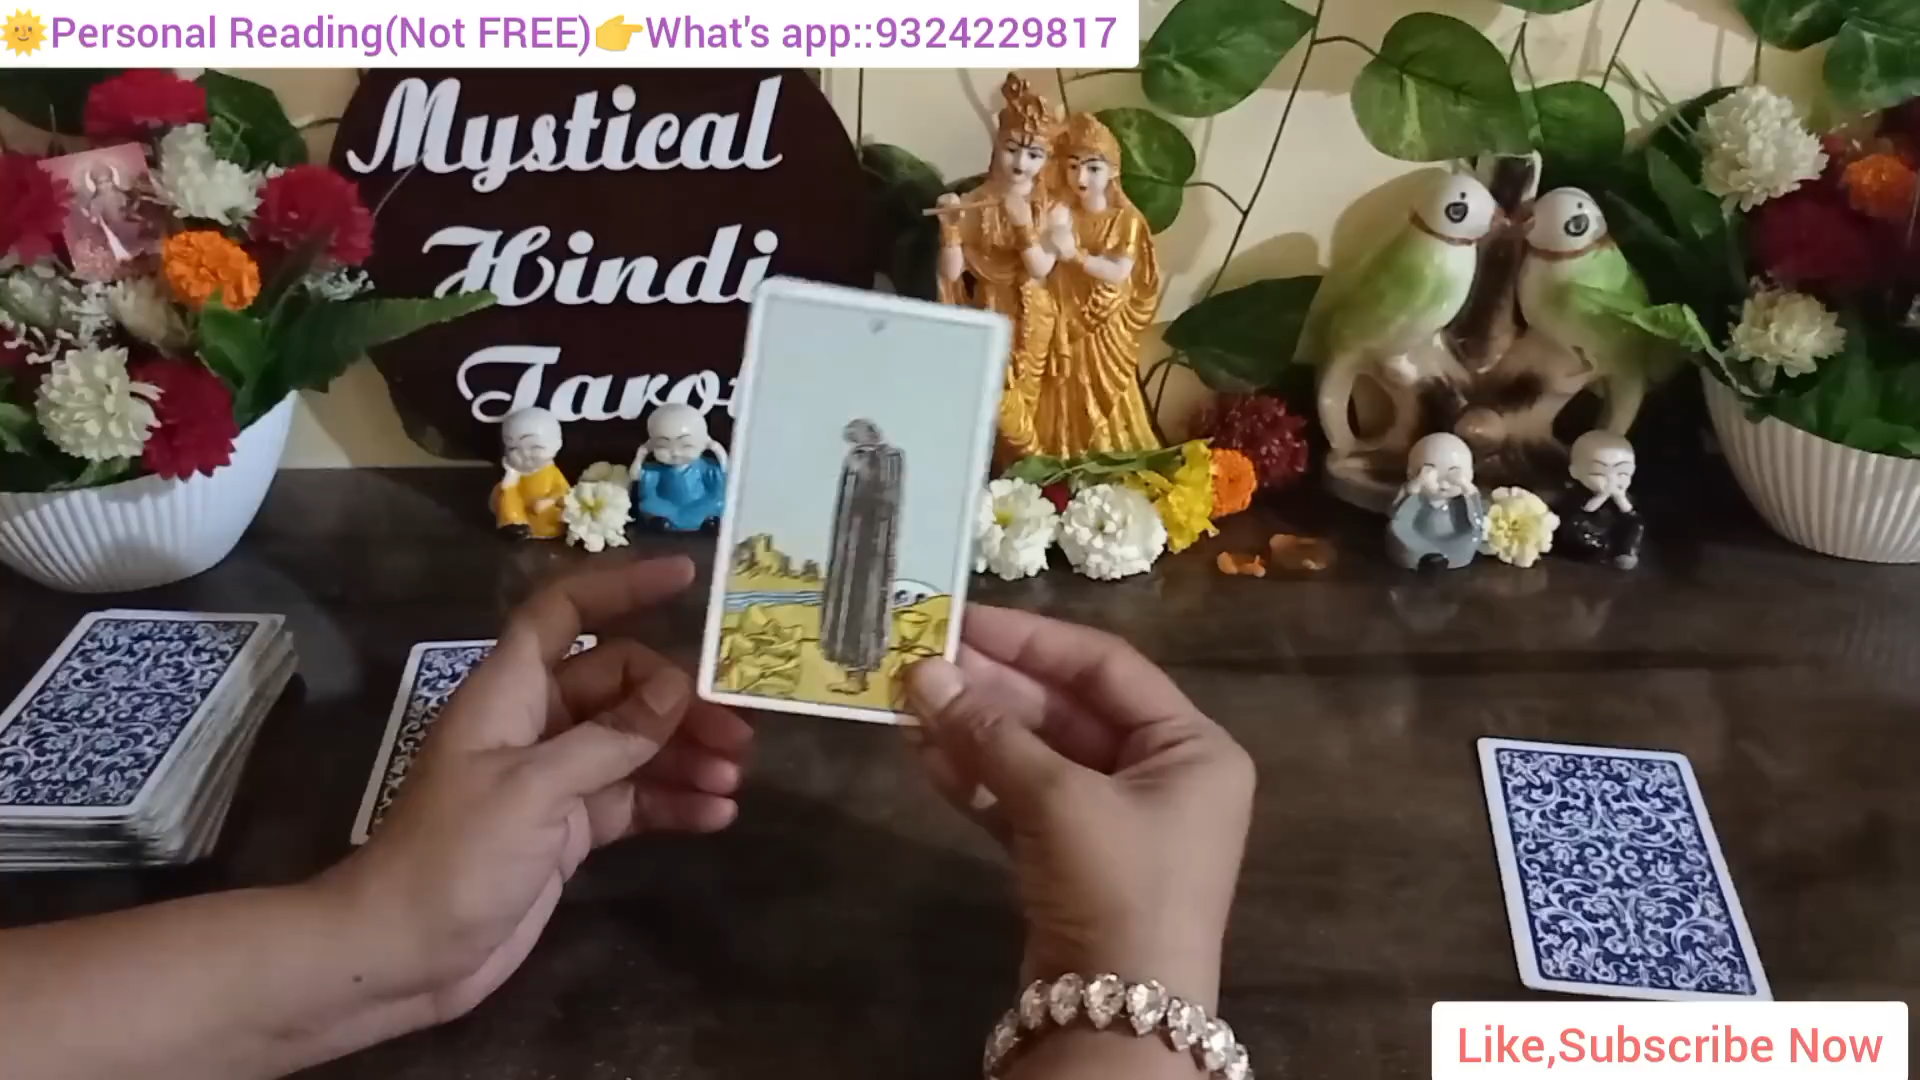 🌞Personal Reading(Not FREE)👉What's app::9324229817
Mystical
Hindi
Tarot
Like,Subscribe Now